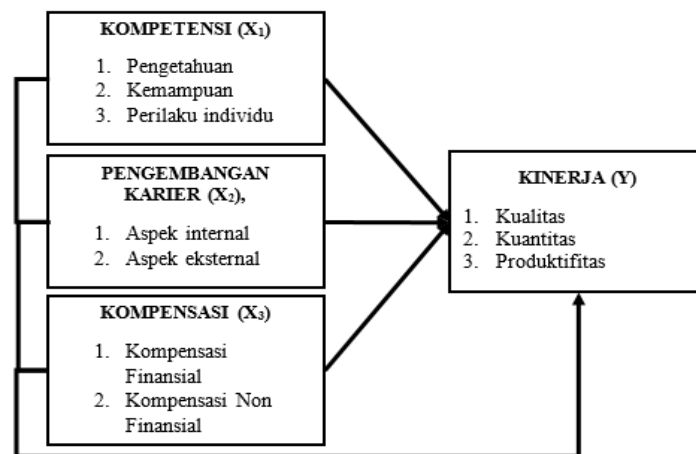 KOMPETENSI (X₁)
1. Pengetahuan
2. Kemampuan
3. Perilaku individu
PENGEMBANGAN
KARIER (X₂),
1. Aspek internal
2. Aspek eksternal
KOMPENSASI (X₃)
1. Kompensasi
Finansial
2. Kompensasi Non
Finansial
KINERJA (Y)
1. Kualitas
2. Kuantitas
3. Produktifitas